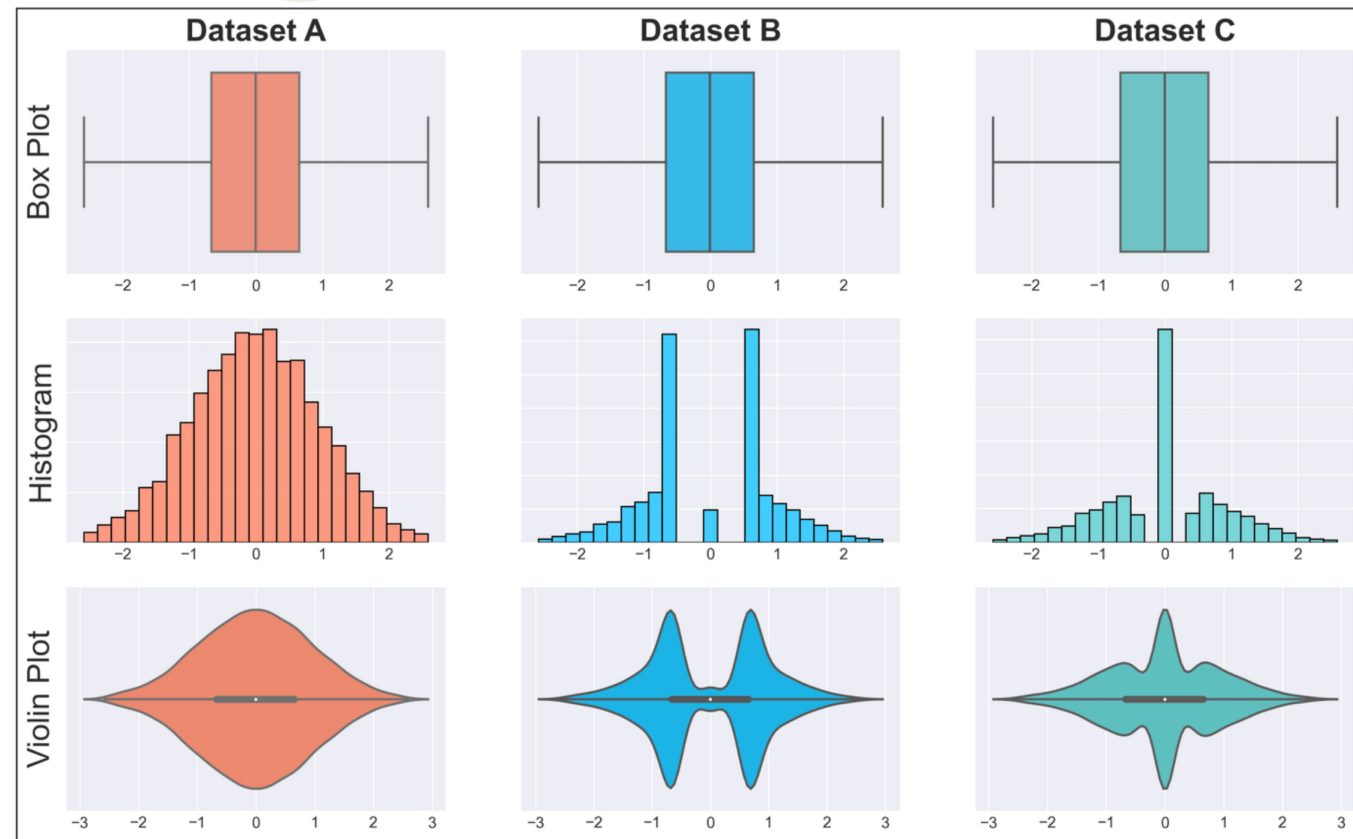 Dataset A Dataset B Dataset C
Box Plot
−2 −1 0 1 2 −2 −1 0 1 2 −2 −1 0 1 2
Histogram
−2 −1 0 1 2 −2 −1 0 1 2 −2 −1 0 1 2
Violin Plot
−3 −2 −1 0 1 2 3 −3 −2 −1 0 1 2 3 −3 −2 −1 0 1 2 3